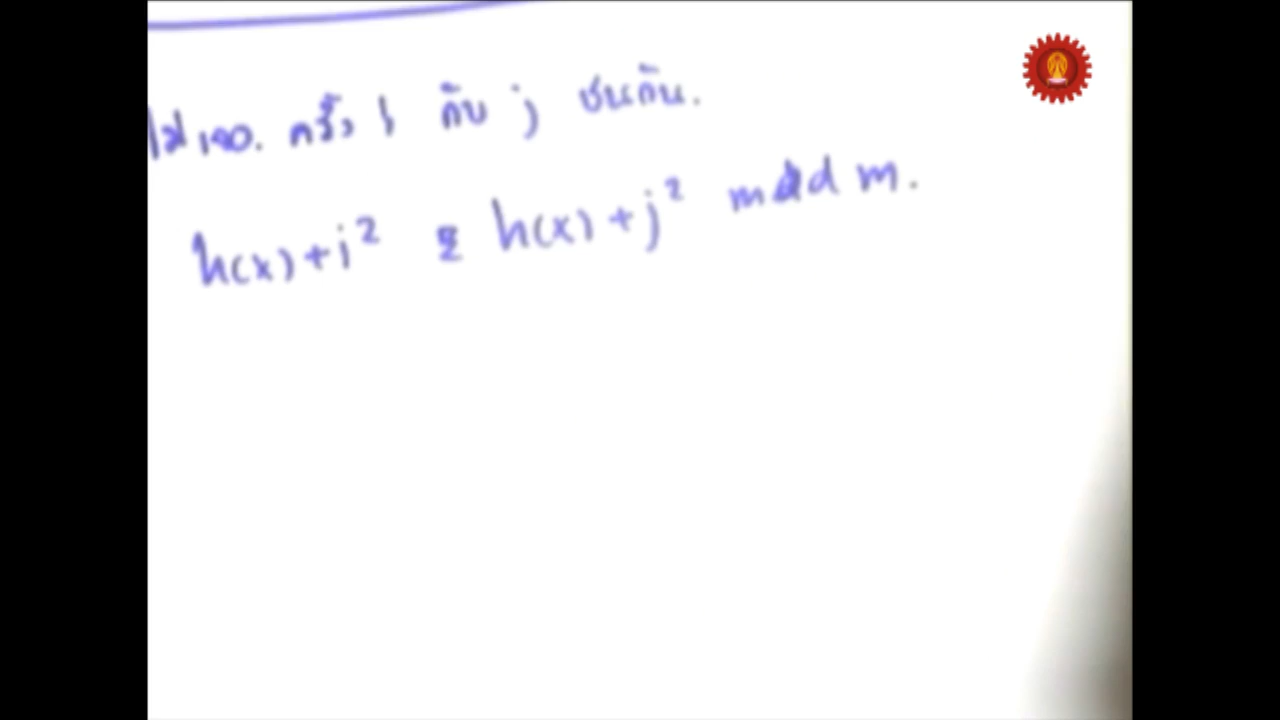 ครั้ง i กับ j ชนกัน.
h(x) + i² ≡ h(x) + j² mod m.